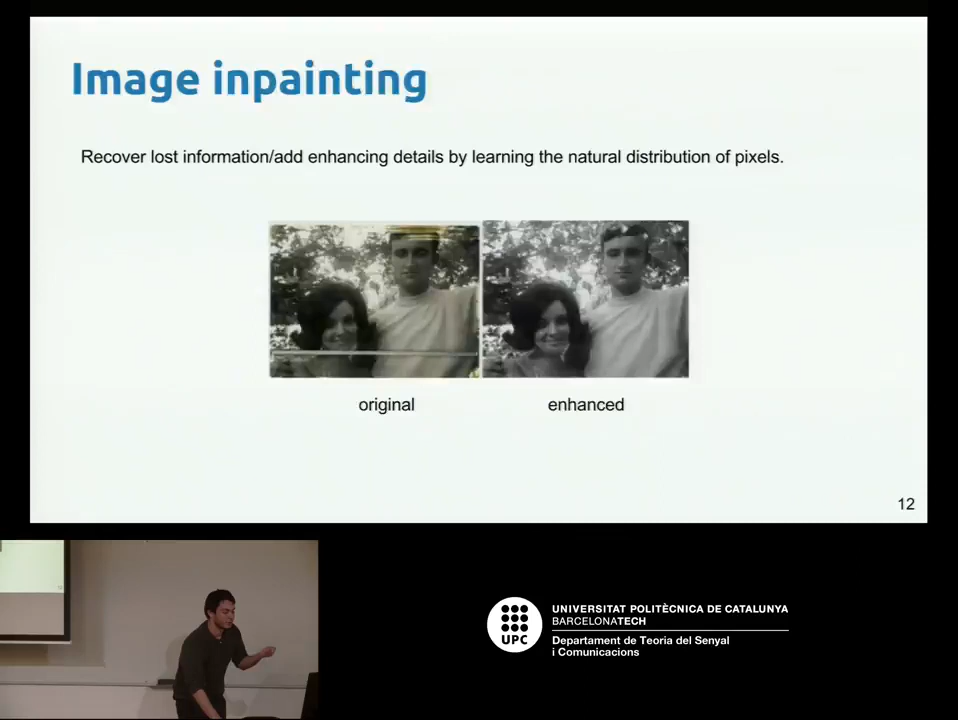 Image inpainting
Recover lost information/add enhancing details by learning the natural distribution of pixels.
original
enhanced
12
UPC
UNIVERSITAT POLITÈCNICA DE CATALUNYA
BARCELONATECH
Departament de Teoria del Senyal
i Comunicacions